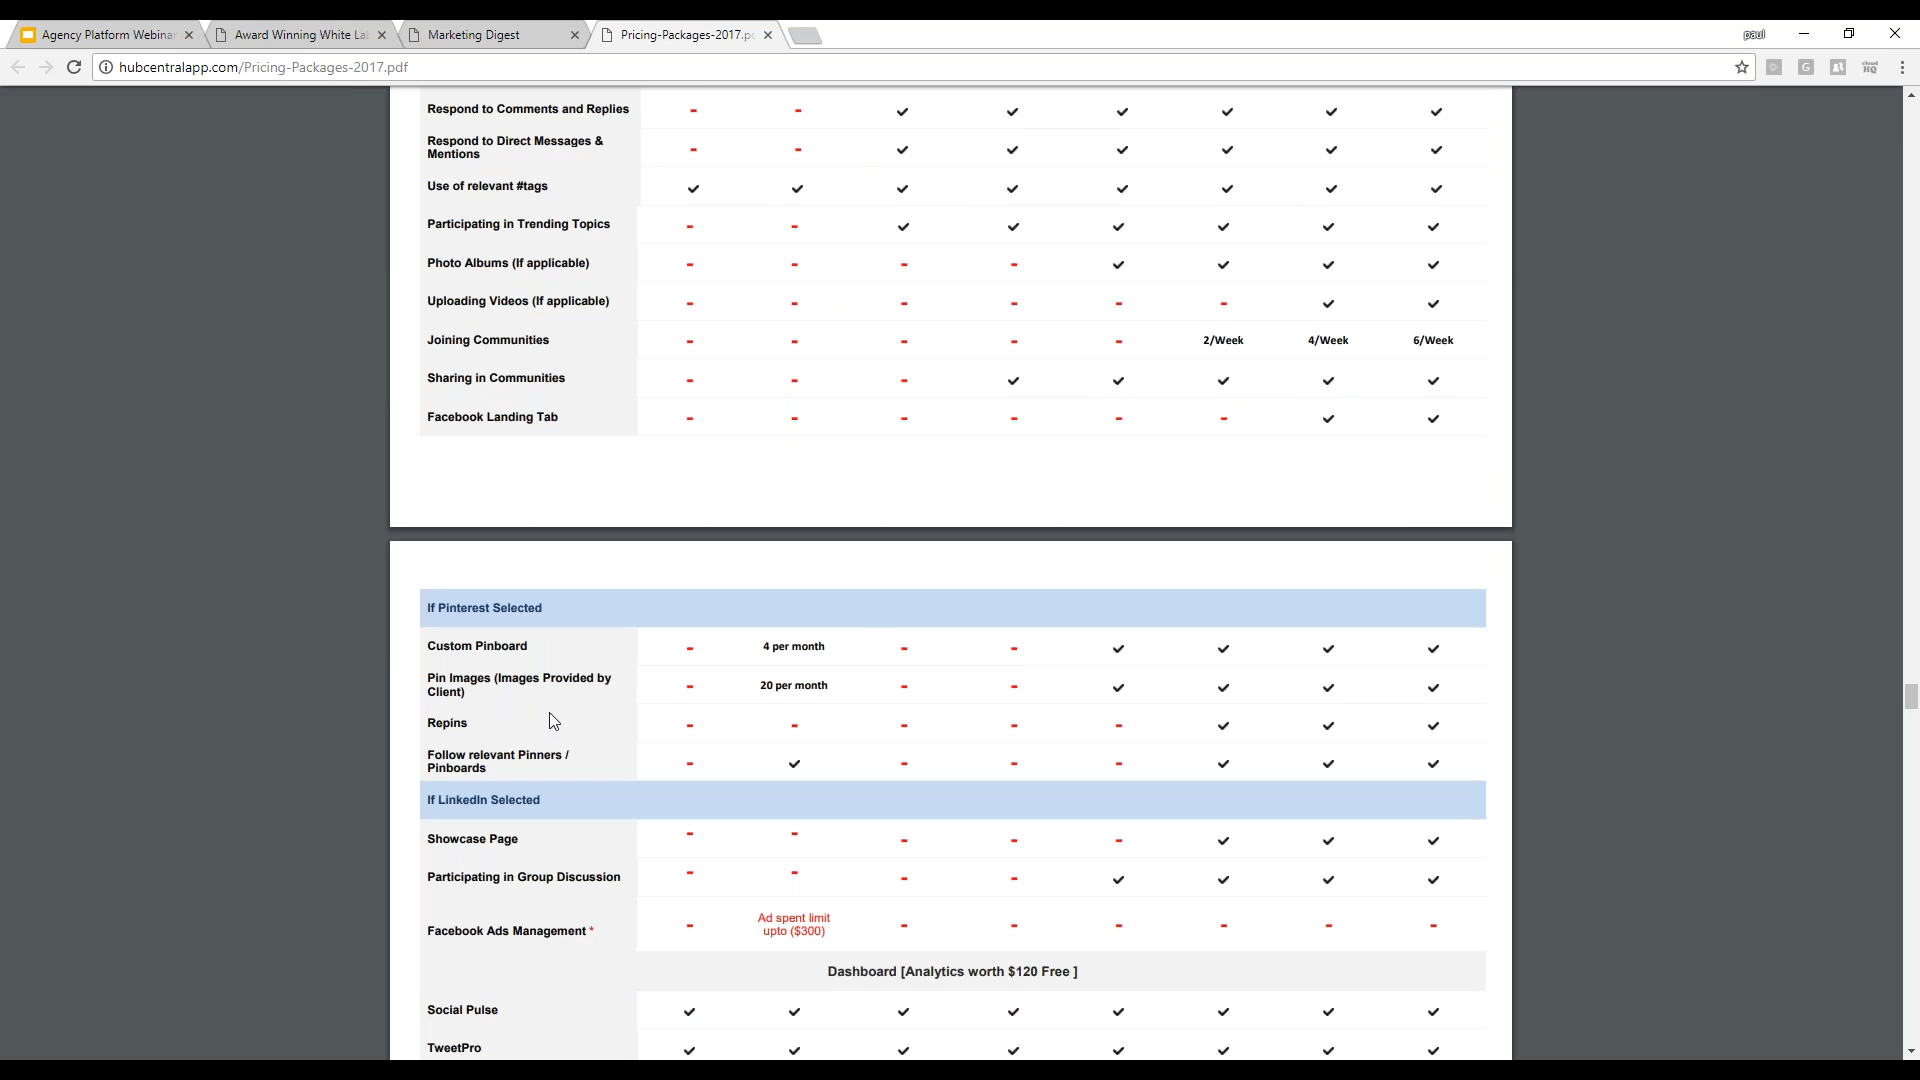 Agency Platform Webina
Award Winning White La
Marketing Digest
Pricing-Packages-2017.p
paul
hubcentralapp.com/Pricing-Packages-2017.pdf
Respond to Comments and Replies - - ✓ ✓ ✓ ✓ ✓ ✓
Respond to Direct Messages &
Mentions - - ✓ ✓ ✓ ✓ ✓ ✓
Use of relevant #tags ✓ ✓ ✓ ✓ ✓ ✓ ✓ ✓
Participating in Trending Topics - - ✓ ✓ ✓ ✓ ✓ ✓
Photo Albums (If applicable) - - - - ✓ ✓ ✓ ✓
Uploading Videos (If applicable) - - - - - - ✓ ✓
Joining Communities - - - - - 2/Week 4/Week 6/Week
Sharing in Communities - - - ✓ ✓ ✓ ✓ ✓
Facebook Landing Tab - - - - - - ✓ ✓
If Pinterest Selected
Custom Pinboard - 4 per month - - ✓ ✓ ✓ ✓
Pin Images (Images Provided by
Client) - 20 per month - - ✓ ✓ ✓ ✓
Repins - - - - - ✓ ✓ ✓
Follow relevant Pinners /
Pinboards - ✓ - - - ✓ ✓ ✓
If LinkedIn Selected
Showcase Page - - - - - ✓ ✓ ✓
Participating in Group Discussion - - - - ✓ ✓ ✓ ✓
Facebook Ads Management * - Ad spent limit
upto ($300) - - - - - -
Dashboard [Analytics worth $120 Free ]
Social Pulse ✓ ✓ ✓ ✓ ✓ ✓ ✓ ✓
TweetPro ✓ ✓ ✓ ✓ ✓ ✓ ✓ ✓